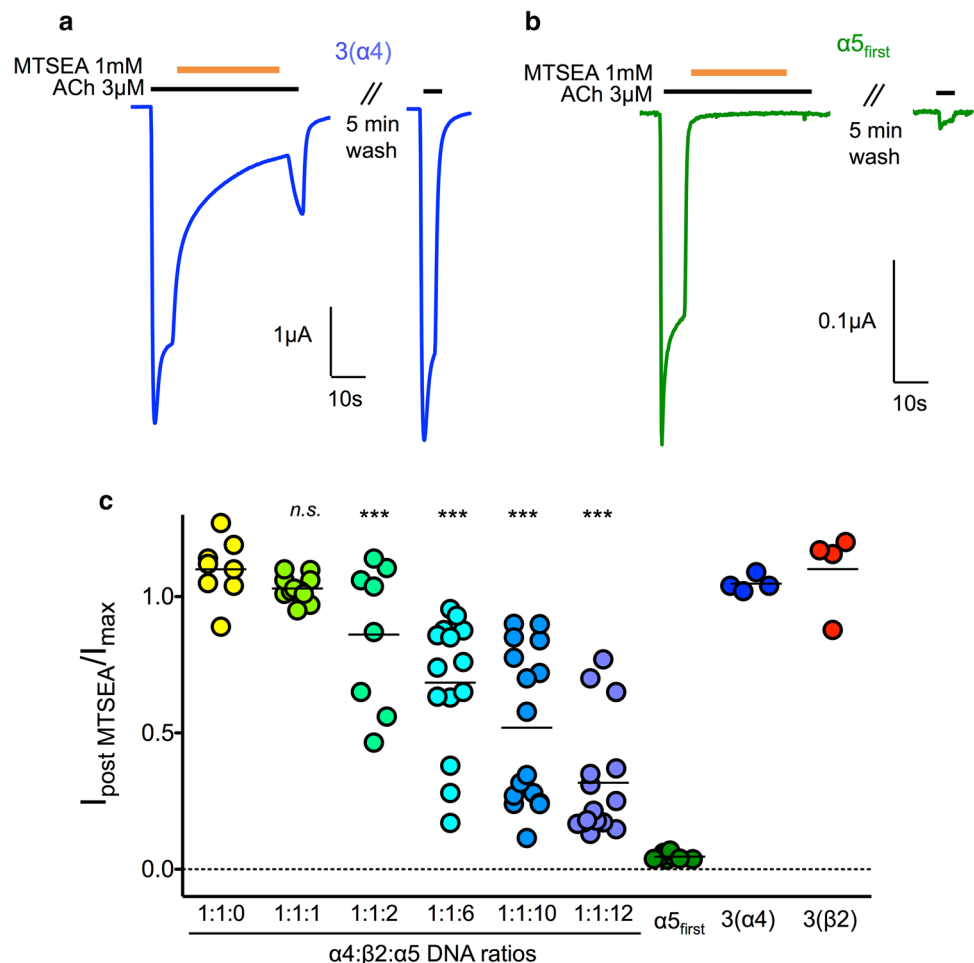 a
3(α4)
MTSEA 1mM
ACh 3µM
//
5 min
wash
1µA
10s
b
α5first
MTSEA 1mM
ACh 3µM
//
5 min
wash
0.1µA
10s
c
n.s. *** *** *** ***
Ipost MTSEA/Imax
1.0
0.5
0.0
1:1:0 1:1:1 1:1:2 1:1:6 1:1:10 1:1:12 α5first 3(α4) 3(β2)
α4:β2:α5 DNA ratios